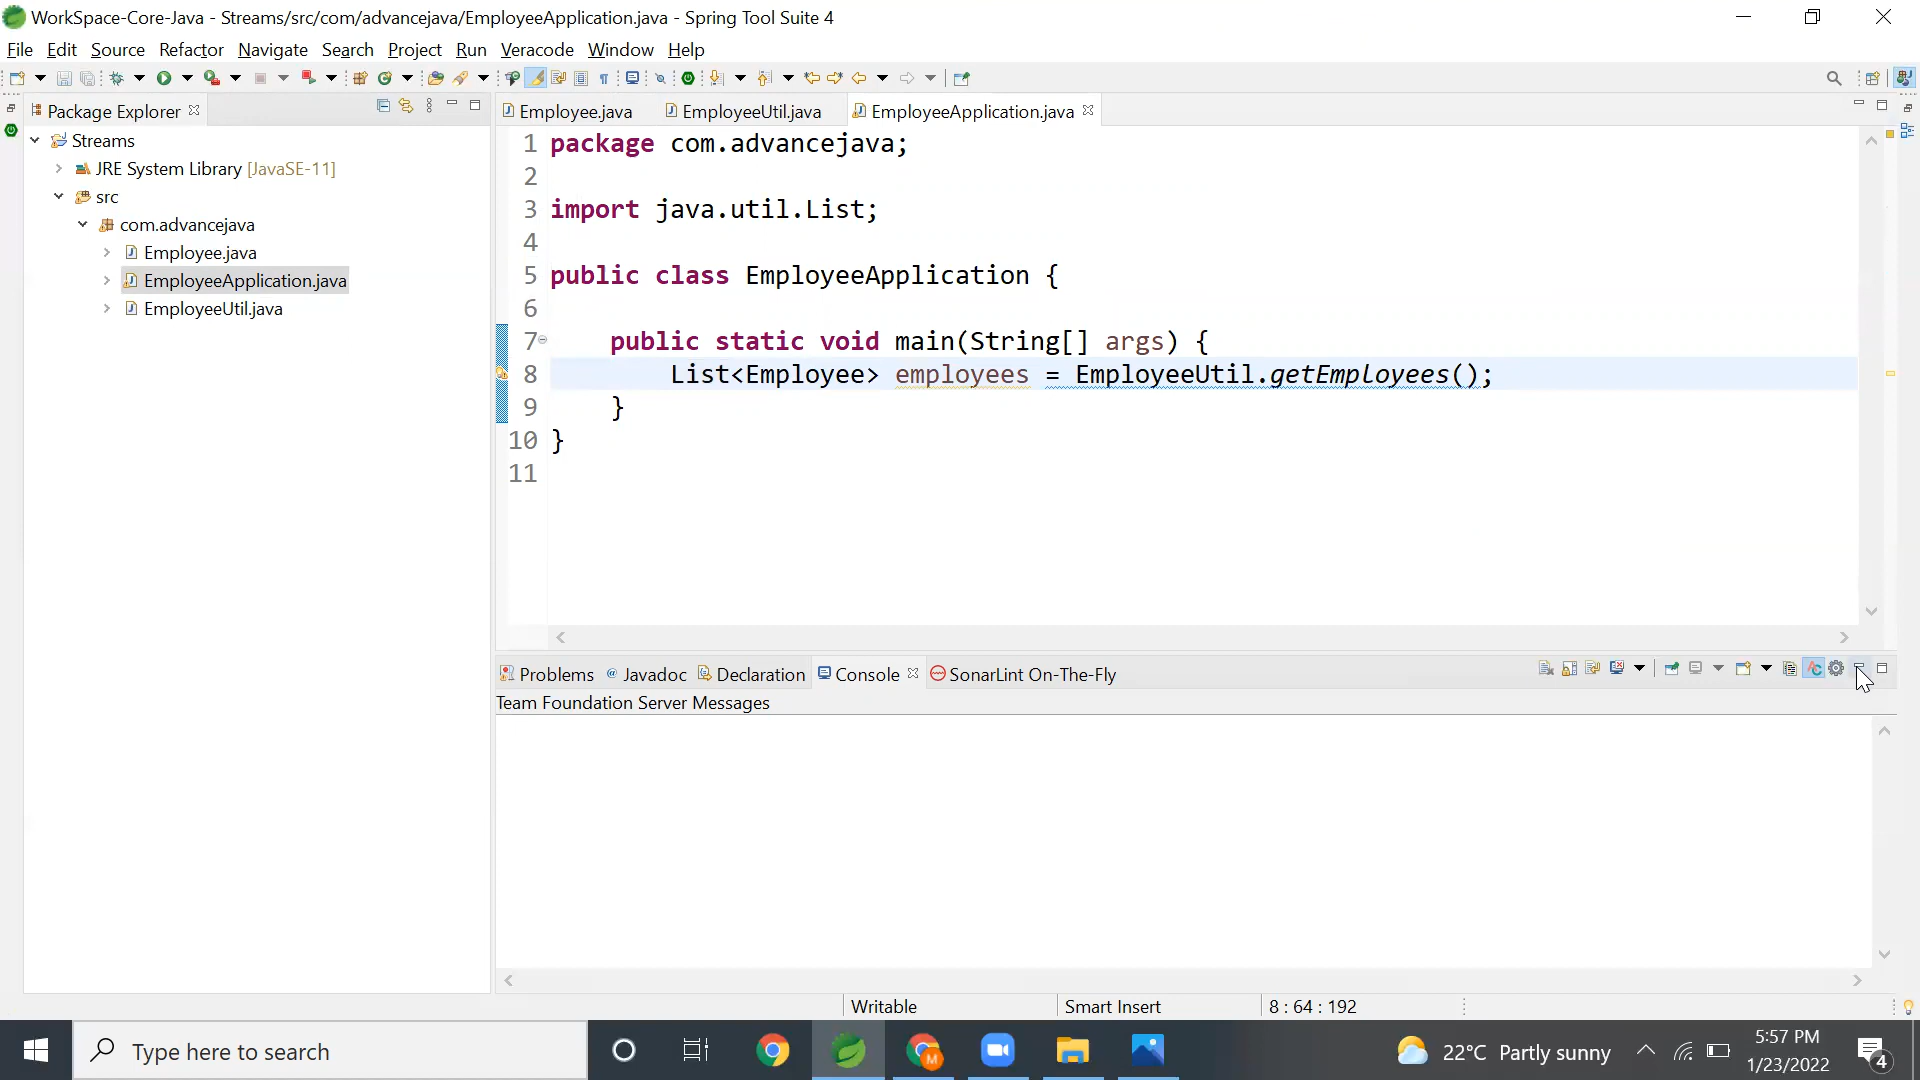 WorkSpace-Core-Java - Streams/src/com/advancejava/EmployeeApplication.java - Spring Tool Suite 4
File Edit Source Refactor Navigate Search Project Run Veracode Window Help
Package Explorer
Employee.java EmployeeUtil.java EmployeeApplication.java
Streams
JRE System Library [JavaSE-11]
src
com.advancejava
Employee.java
EmployeeApplication.java
EmployeeUtil.java
1 package com.advancejava;
2
3 import java.util.List;
4
5 public class EmployeeApplication {
6
7 public static void main(String[] args) {
8 List<Employee> employees = EmployeeUtil.getEmployees();
9 }
10 }
11
Problems @ Javadoc Declaration Console SonarLint On-The-Fly
Team Foundation Server Messages
Writable Smart Insert 8 : 64 : 192
Type here to search
M
22°C Partly sunny
5:57 PM
1/23/2022
4